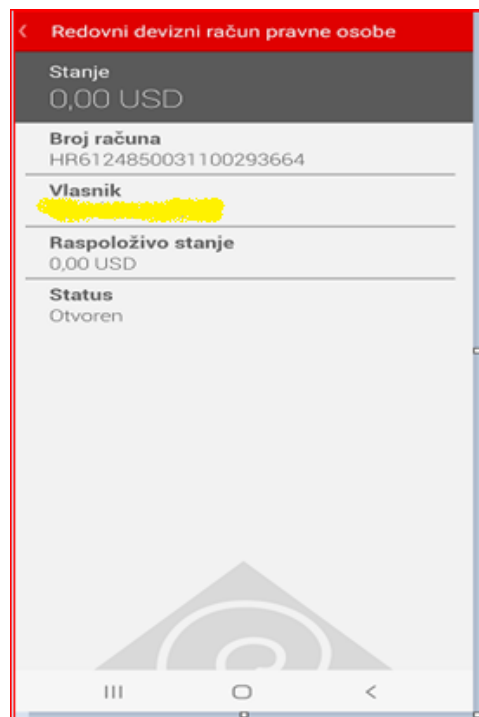 Redovni devizni račun pravne osobe
Stanje
0,00 USD
Broj računa
HR6124850031100293664
Vlasnik
Raspoloživo stanje
0,00 USD
Status
Otvoren